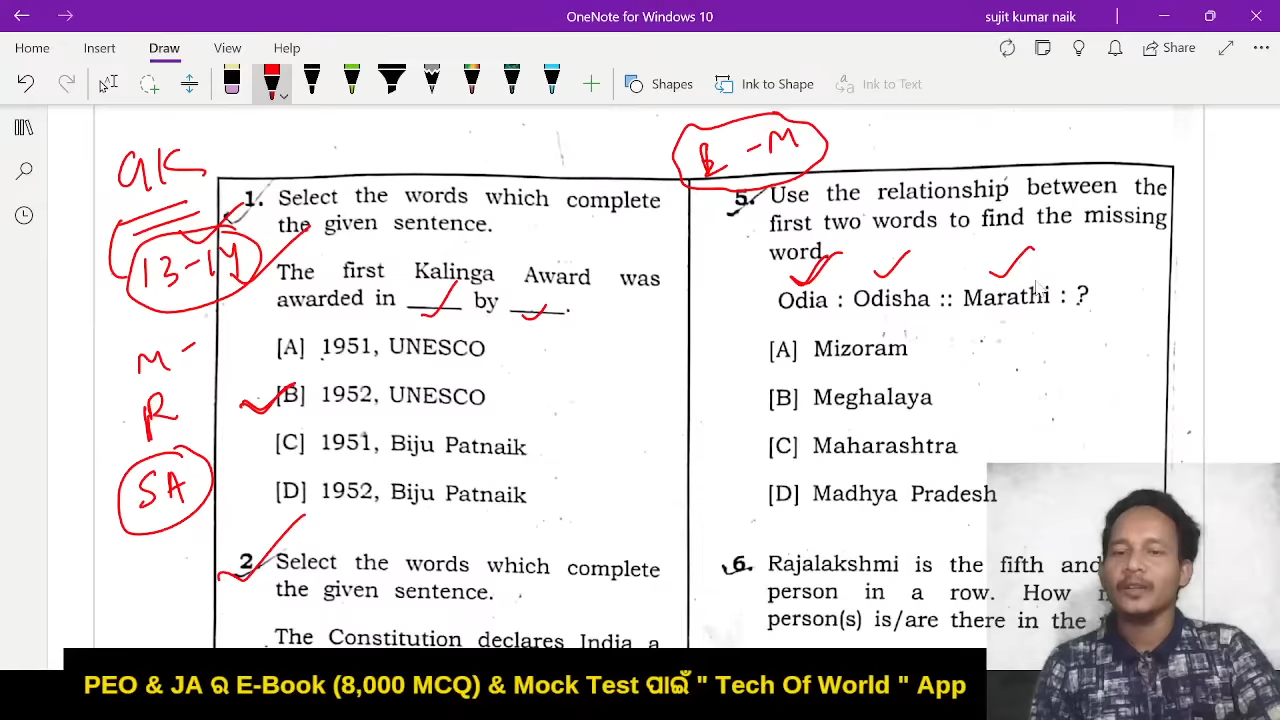 OneNote for Windows 10
sujit kumar naik
Home Insert Draw View Help
Share
Shapes
Ink to Shape
Ink to Text
GK
13-14
M -
R
SA
1. Select the words which complete
the given sentence.
The first Kalinga Award was
awarded in ____ by ____.
[A] 1951, UNESCO
[B] 1952, UNESCO
[C] 1951, Biju Patnaik
[D] 1952, Biju Patnaik
2. Select the words which complete
the given sentence.
The Constitution declares India a
- M
5. Use the relationship between the
first two words to find the missing
word.
Odia : Odisha :: Marathi : ?
[A] Mizoram
[B] Meghalaya
[C] Maharashtra
[D] Madhya Pradesh
6. Rajalakshmi is the fifth and
person in a row. How
person(s) is/are there in the
PEO & JA ର E-Book (8,000 MCQ) & Mock Test ପାଇଁ " Tech Of World " App